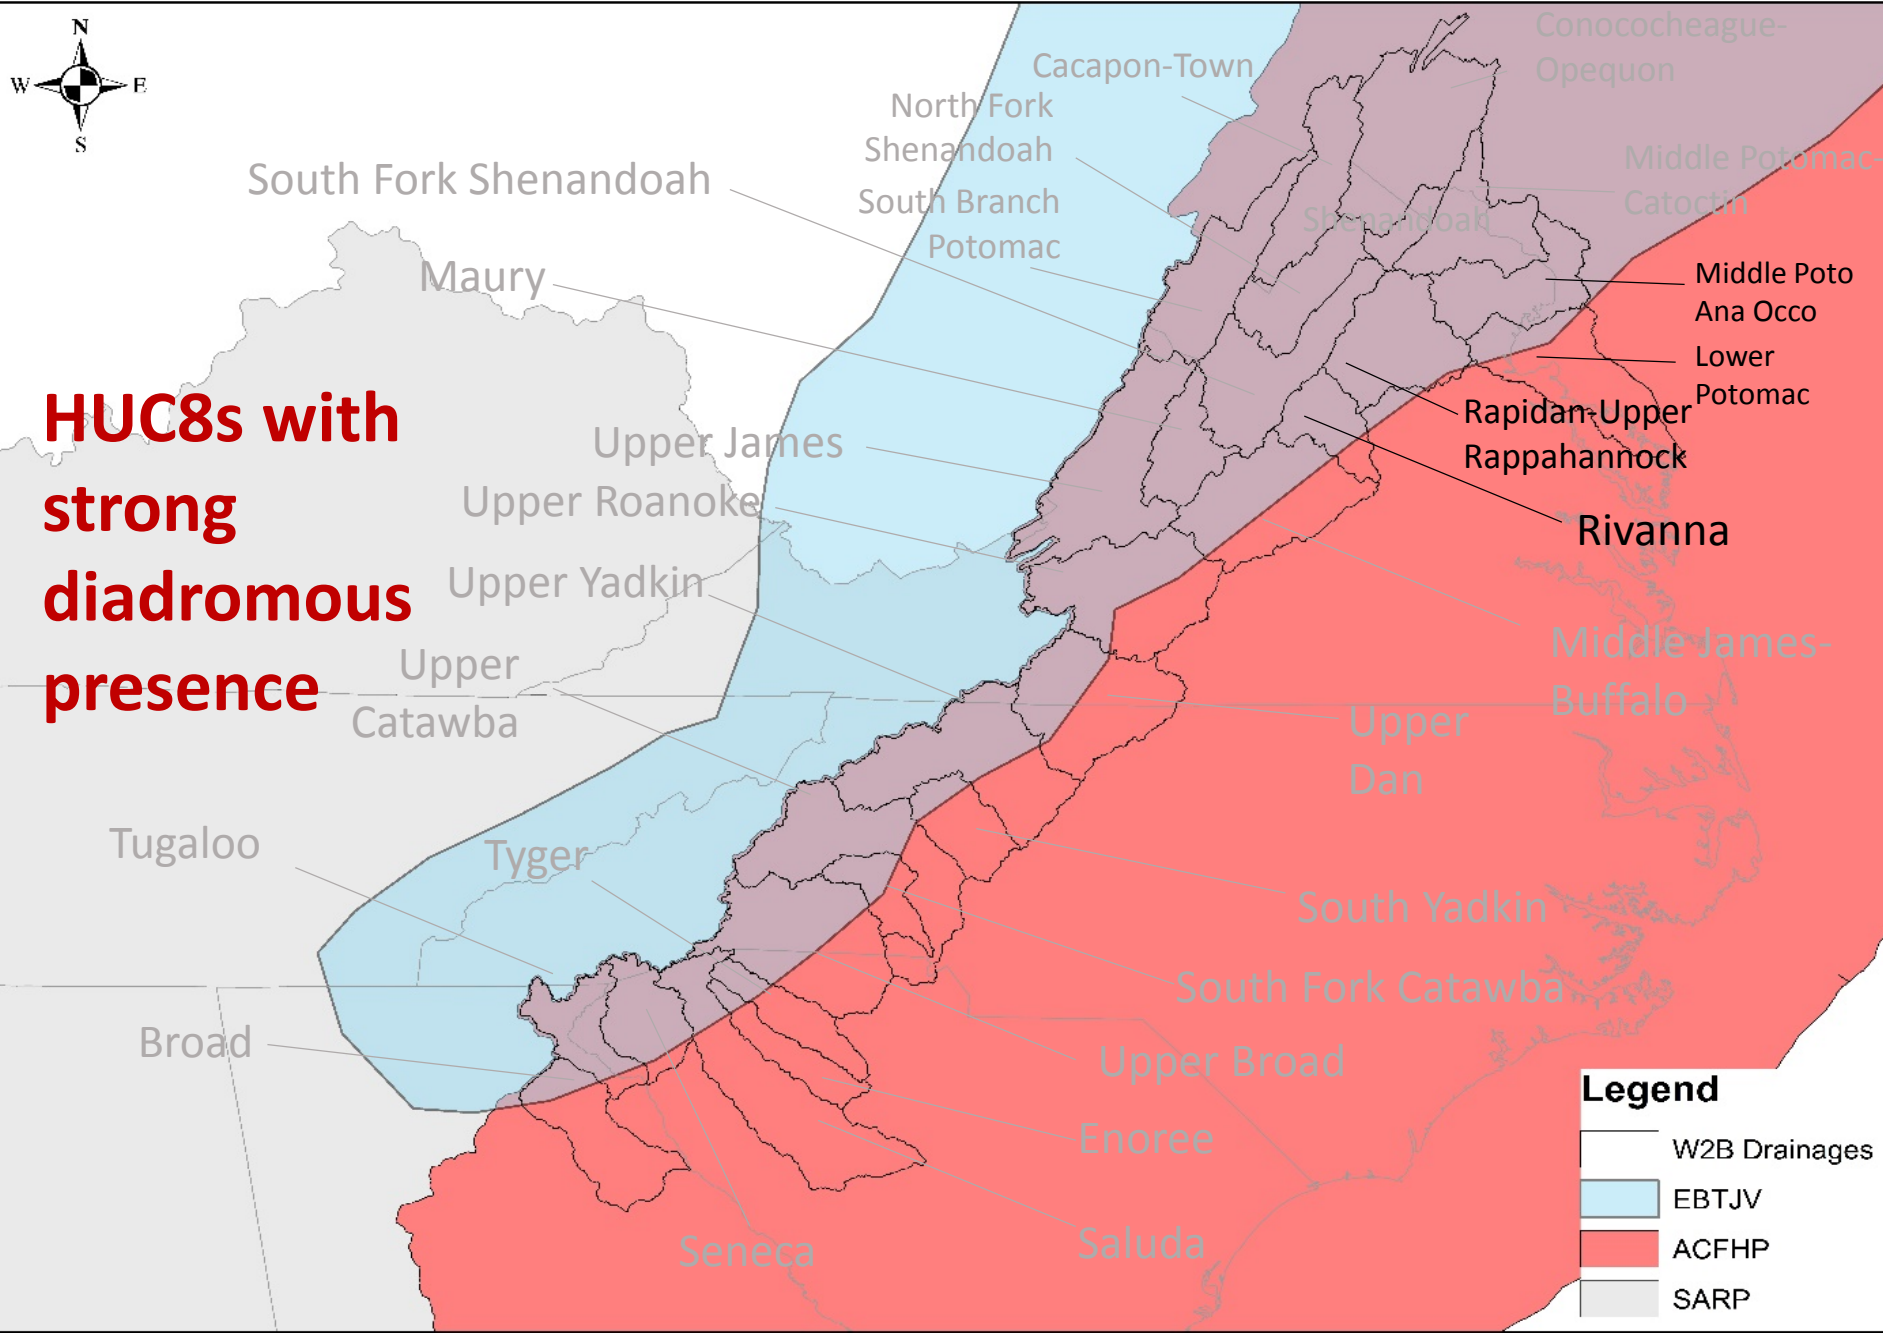 N
W E
S
Conococheague-
Opequon
Cacapon-Town
North Fork
Shenandoah
Middle Potomac-
Catoctin
South Fork Shenandoah
South Branch
Potomac
Shenandoah
Maury
Middle Poto
Ana Occo
Lower
Potomac
HUC8s with
strong
diadromous
presence
Rapidan-Upper
Rappahannock
Upper James
Upper Roanoke
Rivanna
Upper Yadkin
Middle James-
Buffalo
Upper
Catawba
Upper
Dan
Tugaloo
Tyger
South Yadkin
South Fork Catawba
Broad
Upper Broad
Enoree
Seneca
Saluda
Legend
W2B Drainages
EBTJV
ACFHP
SARP